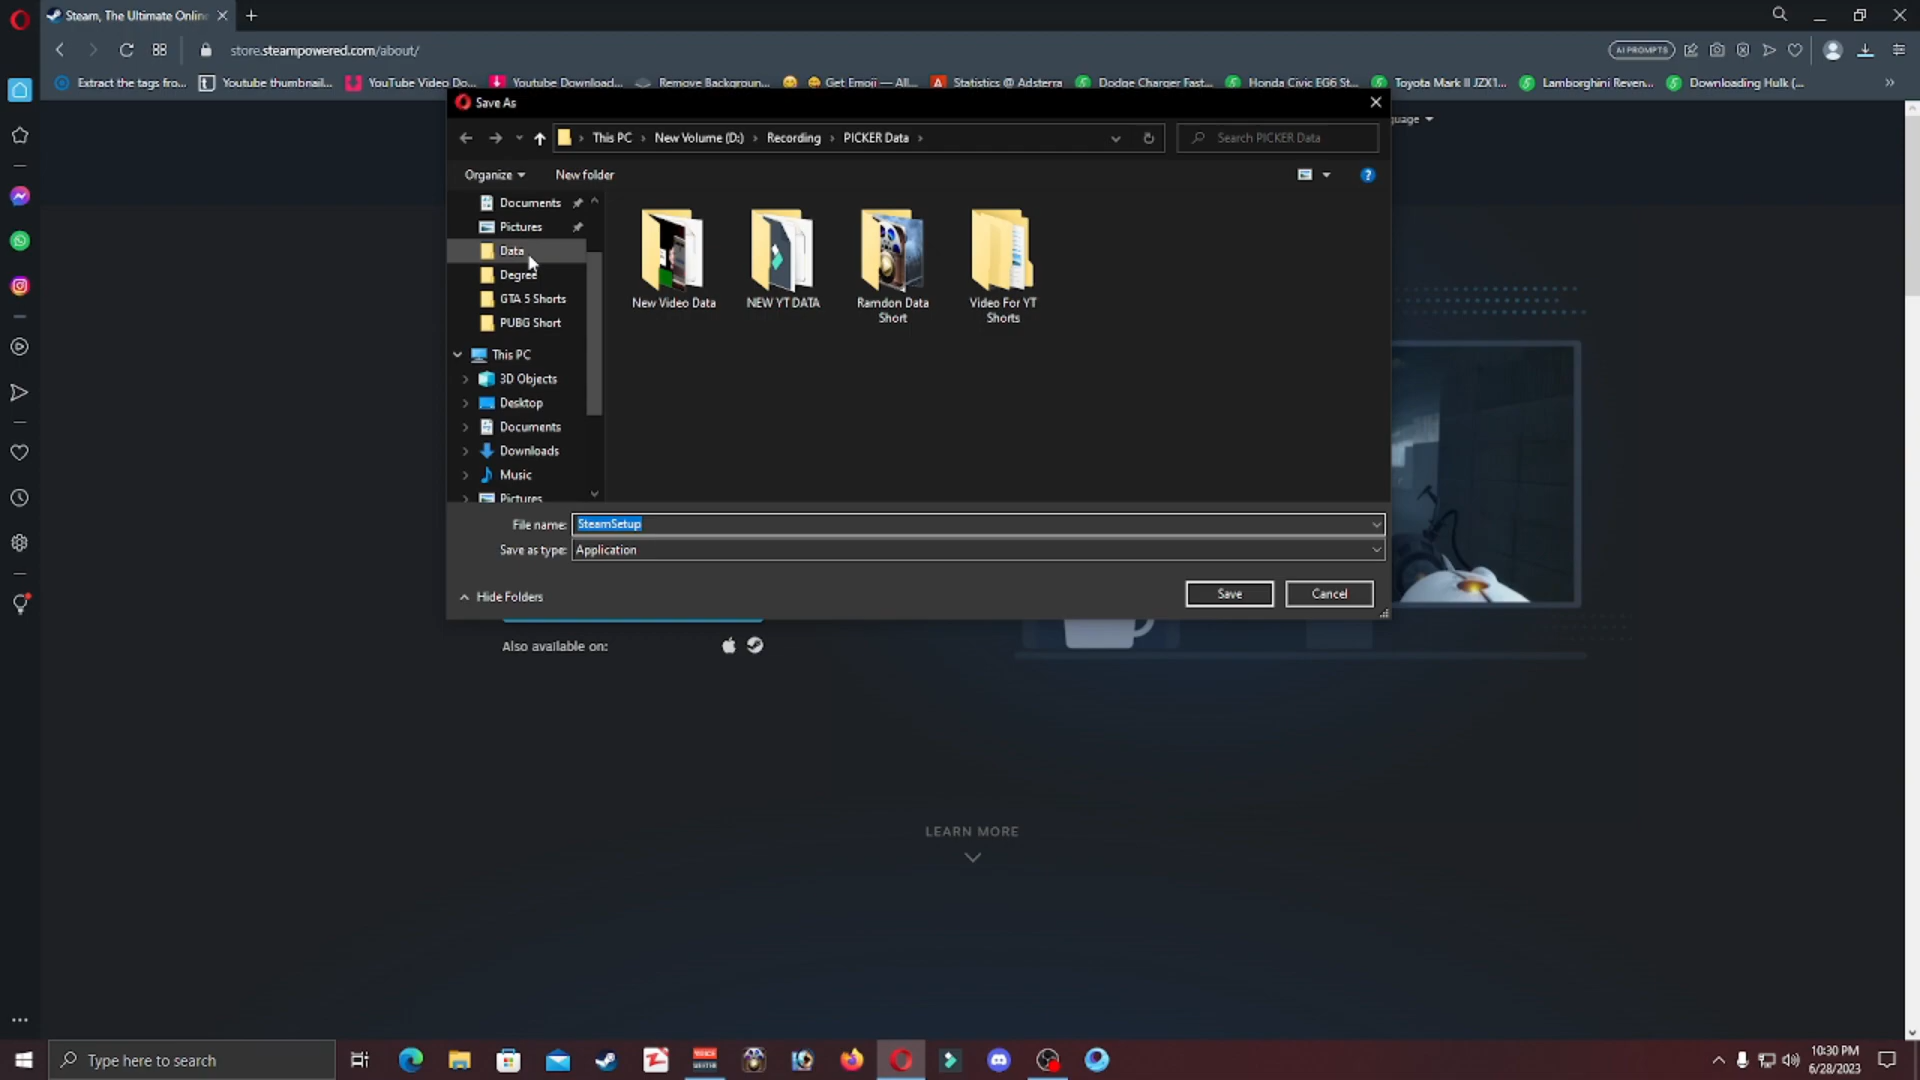 Steam, The Ultimate Onlin
store.steampowered.com/about/
AI PROMPTS
Extract the tags fro...
Youtube thumbnail...
YouTube Video Do...
Youtube Download...
Remove Backgroun...
Get Emoji — All...
Statistics @ Adsterra
Dodge Charger Fast...
Honda Civic EG6 St...
Toyota Mark II JZX1...
Lamborghini Reven...
Downloading Hulk (...
Save As
This PC
New Volume (D:)
Recording
PICKER Data
Search PICKER Data
guage
Organize
New folder
Documents
Pictures
Data
Degree
GTA 5 Shorts
PUBG Short
This PC
3D Objects
Desktop
Documents
Downloads
Music
Pictures
New Video Data
NEW YT DATA
Ramdon Data
Short
Video For YT
Shorts
File name:
SteamSetup
Save as type:
Application
Hide Folders
Save
Cancel
Also available on:
LEARN MORE
Type here to search
10:30 PM
6/28/2023